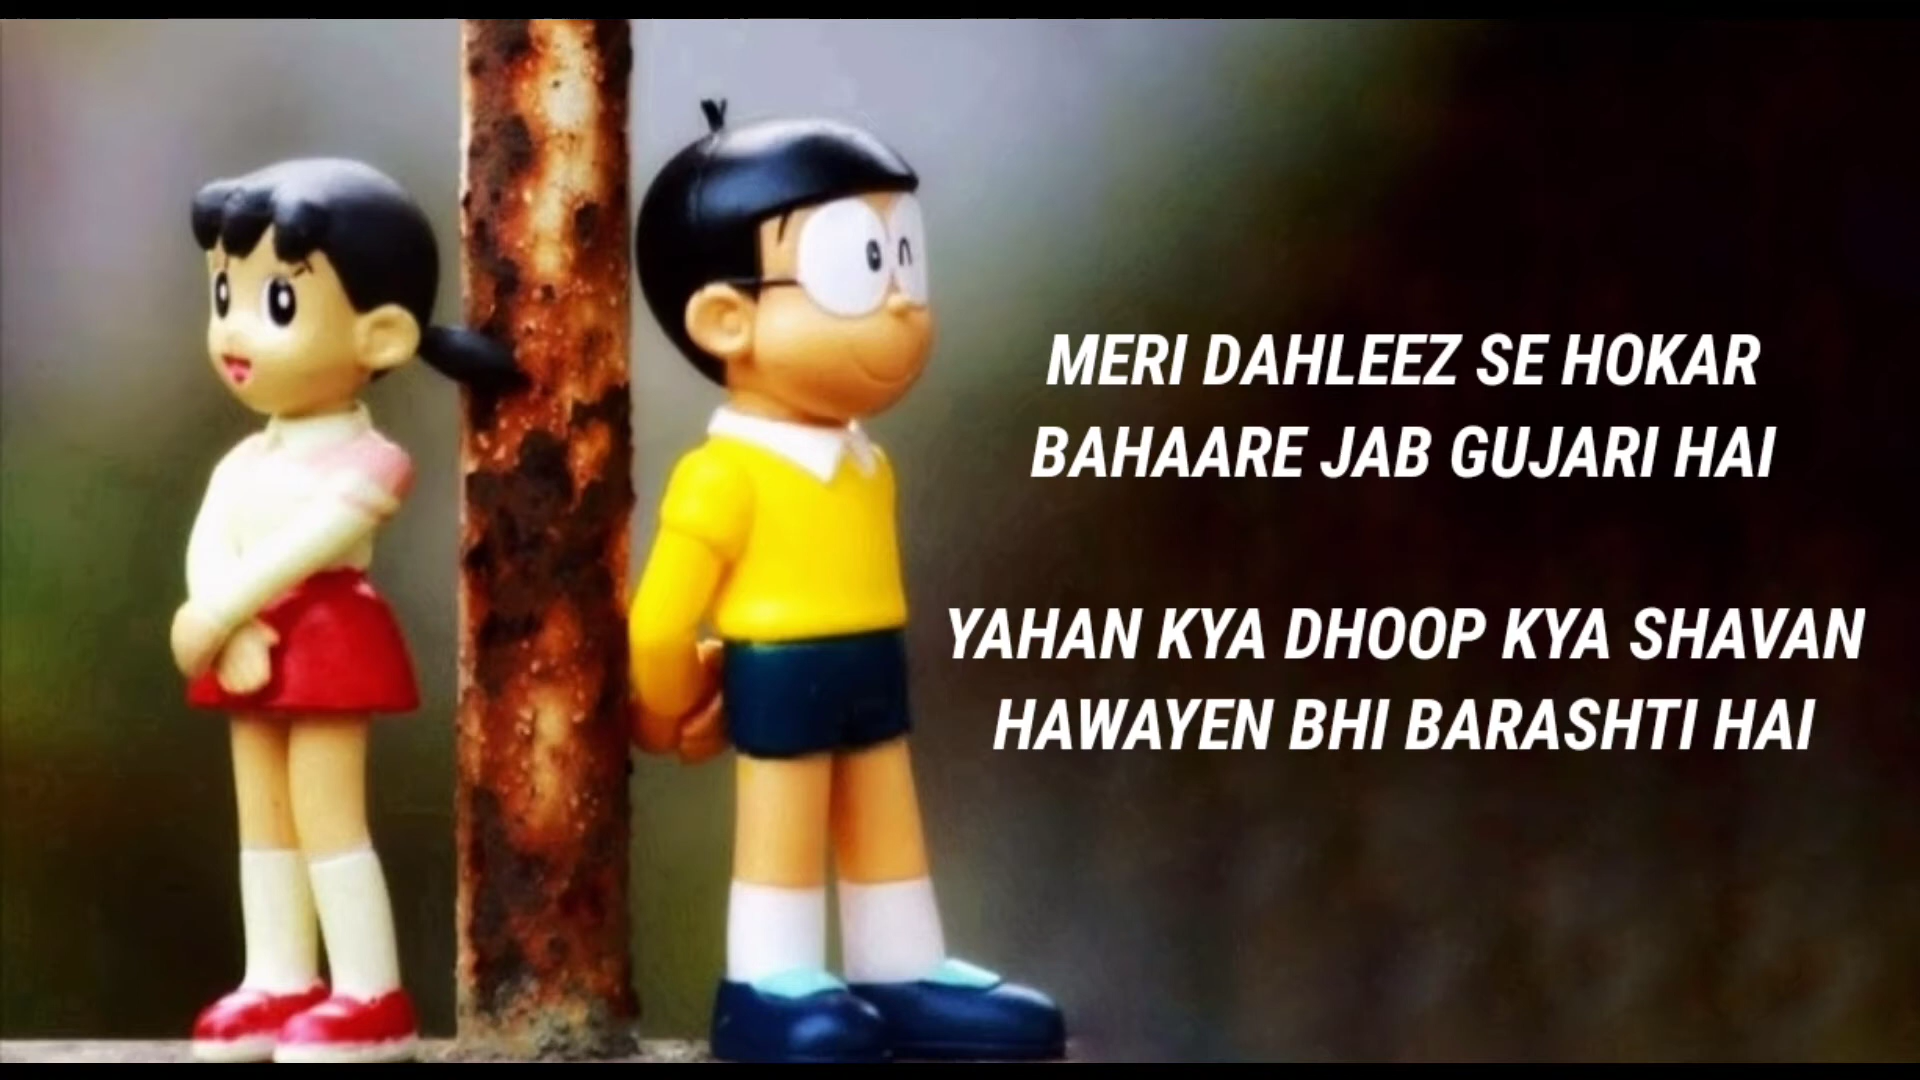 MERI DAHLEEZ SE HOKAR
BAHAARE JAB GUJARI HAI
YAHAN KYA DHOOP KYA SHAVAN
HAWAYEN BHI BARASHTI HAI